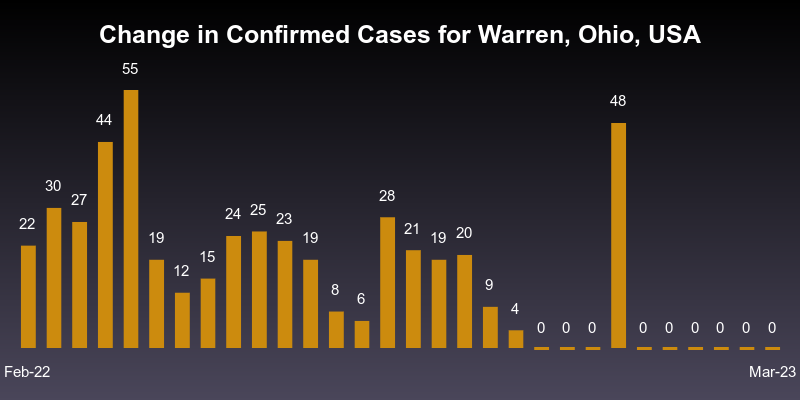 Change in Confirmed Cases for Warren, Ohio, USA
22 30 27 44 55 19 12 15 24 25 23 19 8 6 28 21 19 20 9 4 0 0 0 48 0 0 0 0 0 0
Feb-22 Mar-23